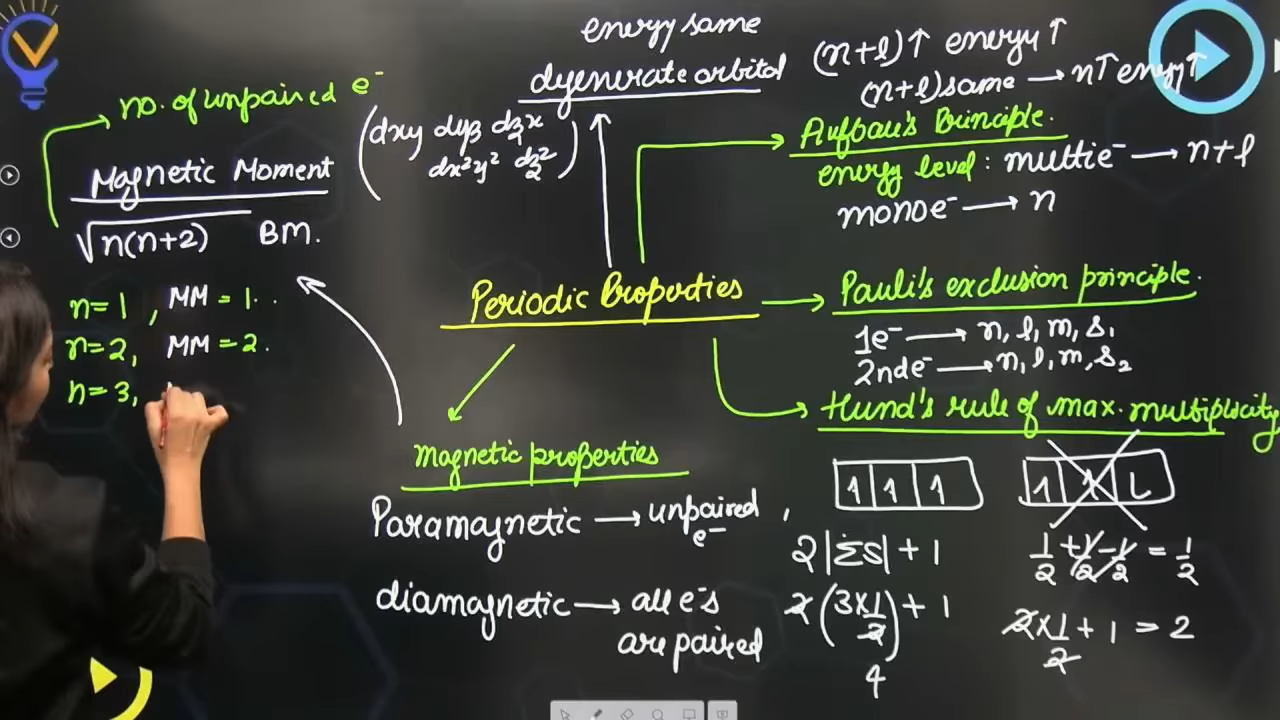 energy same
degenerate orbital
(dxy dyz dzx
dx²y² dz²)
no. of unpaired e⁻
Magnetic Moment
√n(n+2) BM.
n=1, MM = 1..
n=2, MM = 2.
n=3,
(n+l)↑ energy↑
(n+l) same → n↑ energy↑
Aufbau's Principle.
energy level: multi e⁻ → n+l
mono e⁻ → n
Periodic Properties
Pauli's exclusion principle.
1e⁻ → n, l, m, s₁
2nd e⁻ → n, l, m, s₂
Hund's rule of max. multiplicity
1 1 1
1 1 L
2|Σs| + 1
2(3×1/2) + 1
4
1/2 + 1/2 - 1/2 = 1/2
2×1/2 + 1 = 2
magnetic properties
Paramagnetic → unpaired
e⁻
diamagnetic → all e⁻s
are paired